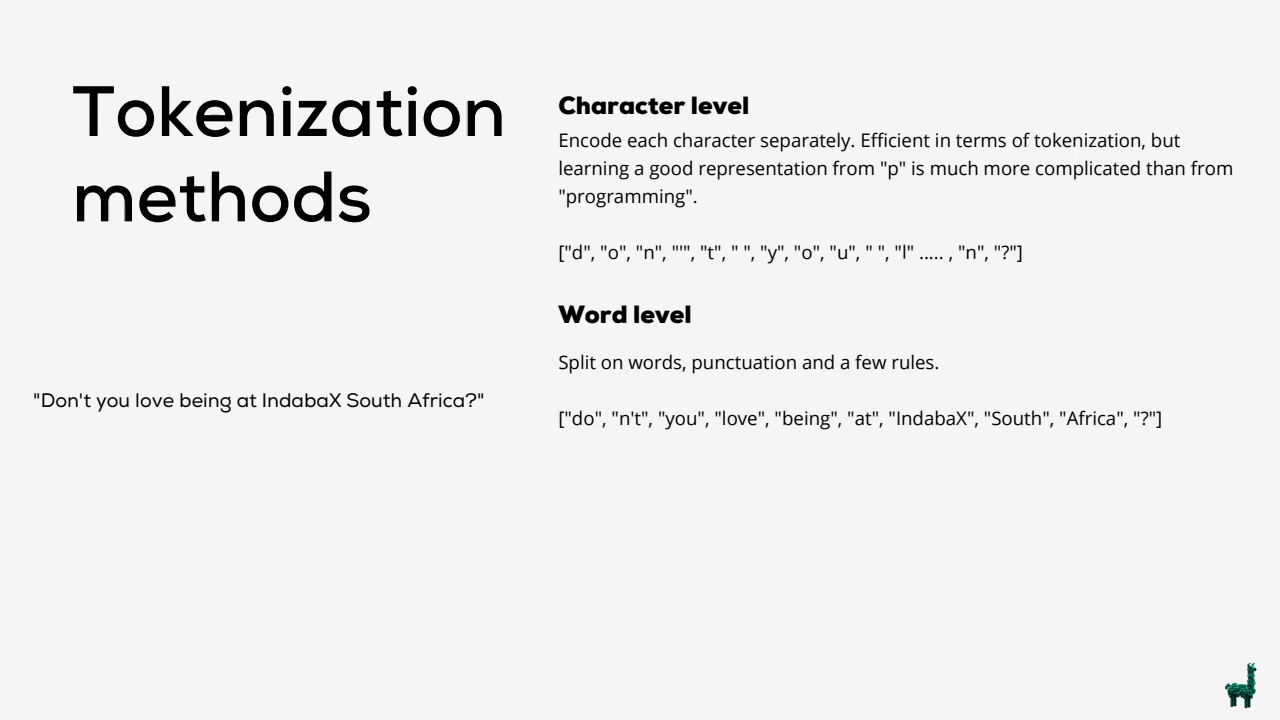 Tokenization
methods
"Don't you love being at IndabaX South Africa?"
Character level
Encode each character separately. Efficient in terms of tokenization, but
learning a good representation from "p" is much more complicated than from
"programming".
["d", "o", "n", "'", "t", " ", "y", "o", "u", " ", "l" ..... , "n", "?"]
Word level
Split on words, punctuation and a few rules.
["do", "n't", "you", "love", "being", "at", "IndabaX", "South", "Africa", "?"]